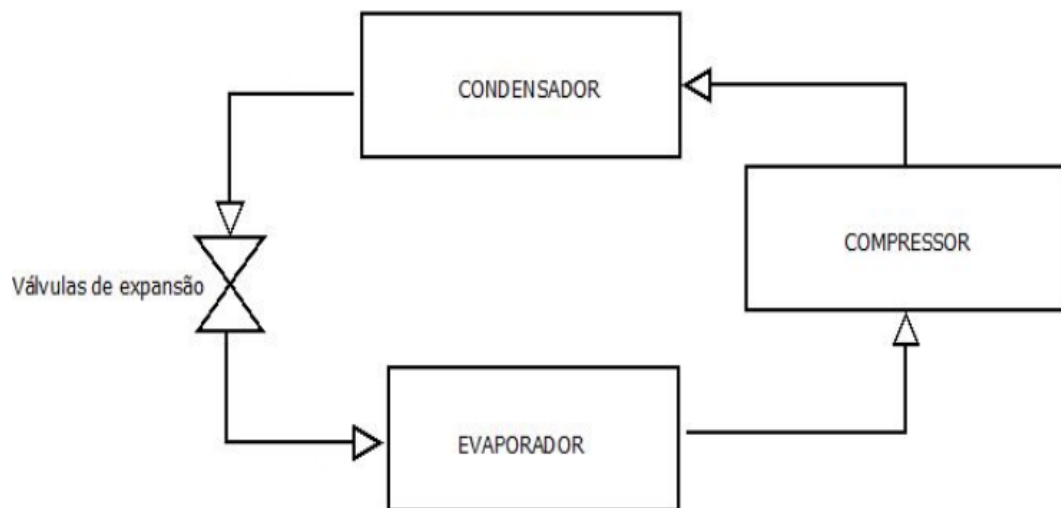 CONDENSADOR
COMPRESSOR
Válvulas de expansão
EVAPORADOR